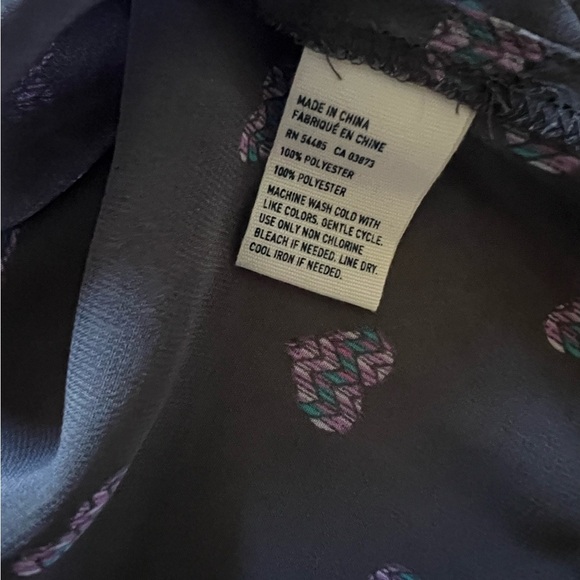 MADE IN CHINA
FABRIQUÉ EN CHINE
RN 54485 CA 03873
100% POLYESTER
100% POLYESTER
MACHINE WASH COLD WITH
LIKE COLORS. GENTLE CYCLE.
USE ONLY NON CHLORINE
BLEACH IF NEEDED. LINE DRY.
COOL IRON IF NEEDED.